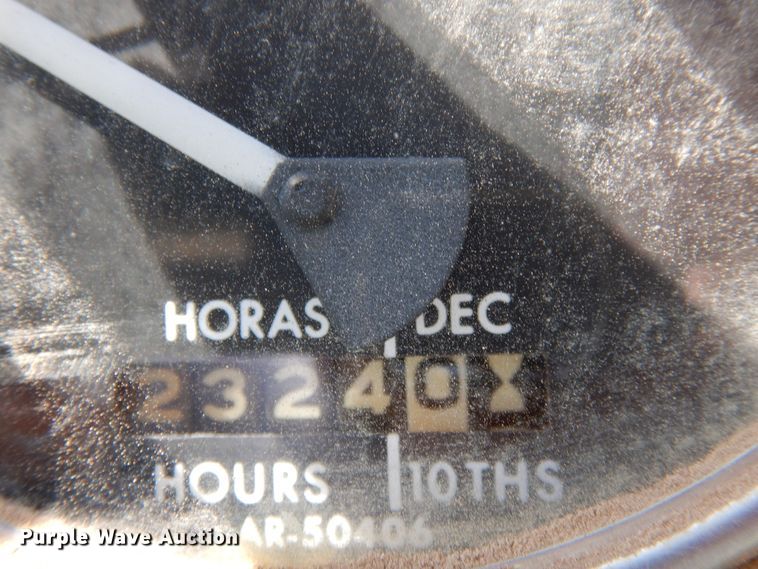 HORAS DEC
23240
HOURS 10THS
AR-50406
Purple Wave Auction